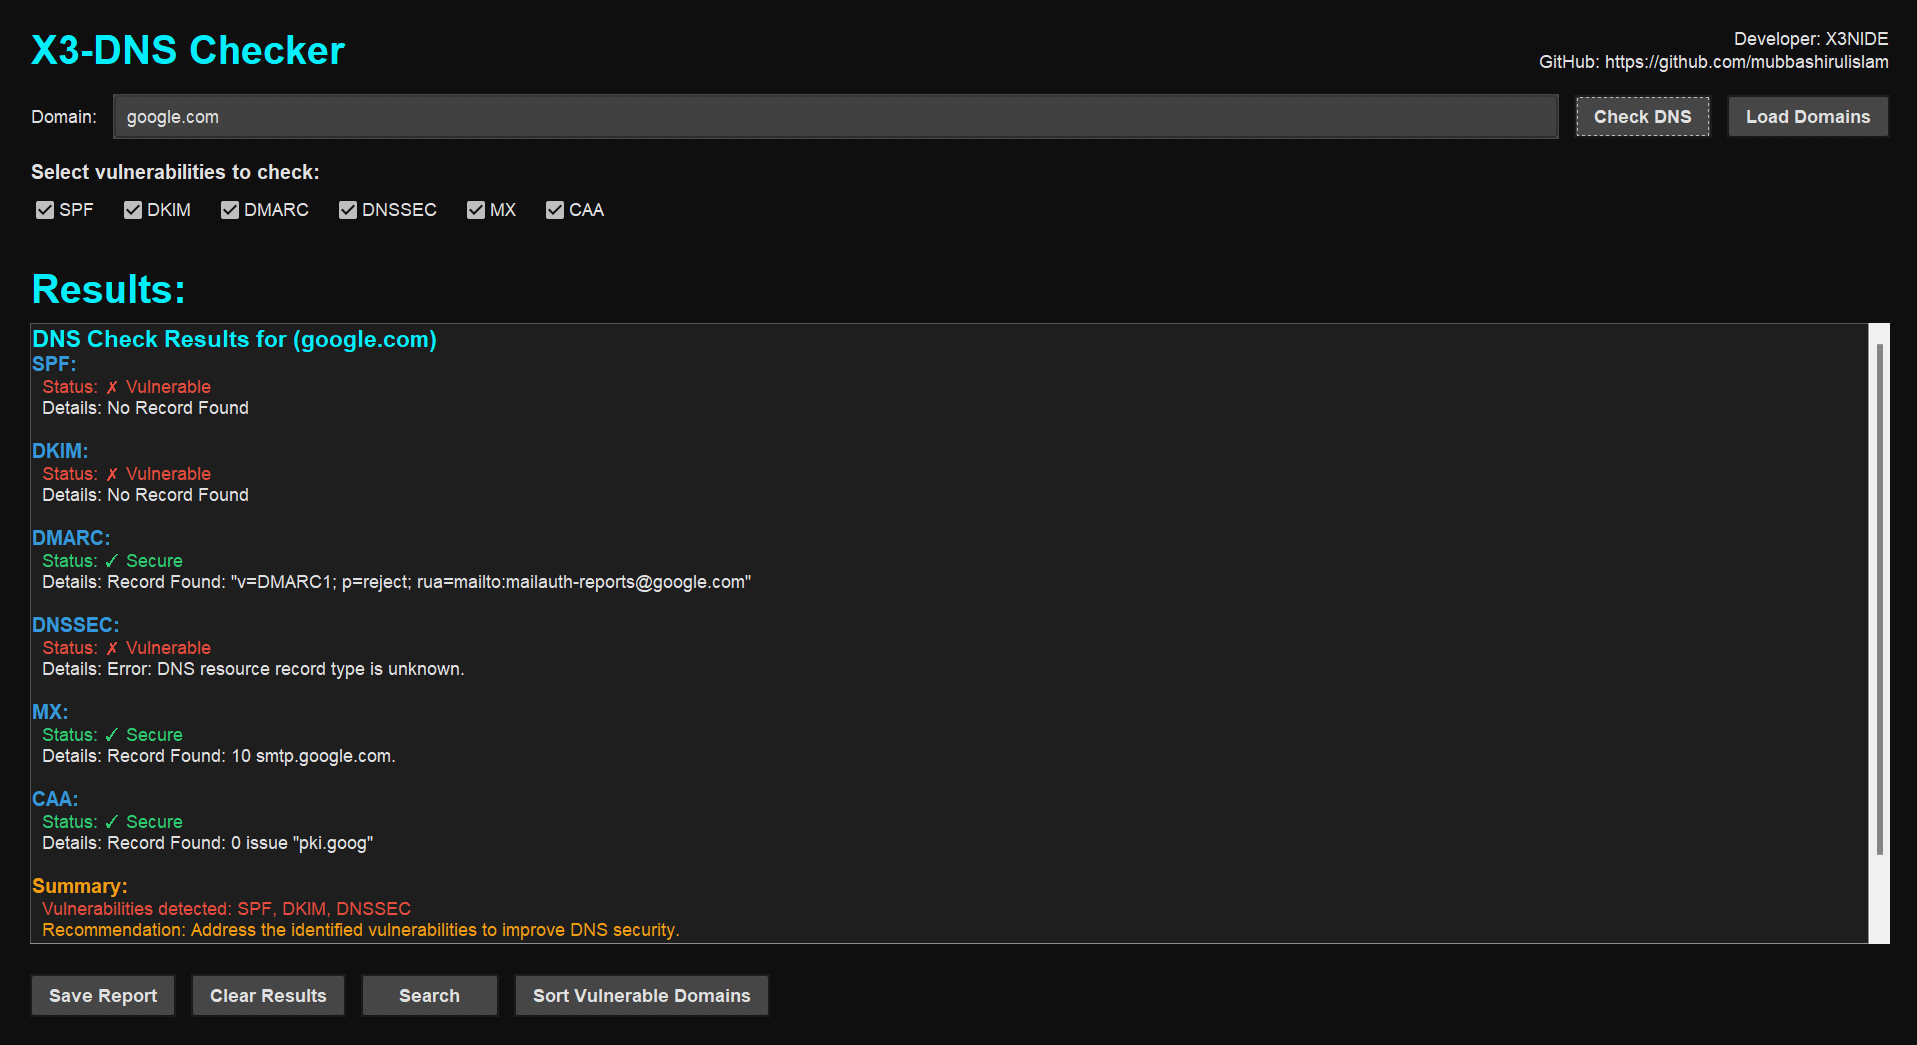 X3-DNS Checker
Developer: X3NIDE
GitHub: https://github.com/mubbashirulislam
Domain: google.com Check DNS Load Domains
Select vulnerabilities to check:
SPF DKIM DMARC DNSSEC MX CAA
Results:
DNS Check Results for (google.com)
SPF:
Status: ✗ Vulnerable
Details: No Record Found
DKIM:
Status: ✗ Vulnerable
Details: No Record Found
DMARC:
Status: ✓ Secure
Details: Record Found: "v=DMARC1; p=reject; rua=mailto:mailauth-reports@google.com"
DNSSEC:
Status: ✗ Vulnerable
Details: Error: DNS resource record type is unknown.
MX:
Status: ✓ Secure
Details: Record Found: 10 smtp.google.com.
CAA:
Status: ✓ Secure
Details: Record Found: 0 issue "pki.goog"
Summary:
Vulnerabilities detected: SPF, DKIM, DNSSEC
Recommendation: Address the identified vulnerabilities to improve DNS security.
Save Report Clear Results Search Sort Vulnerable Domains